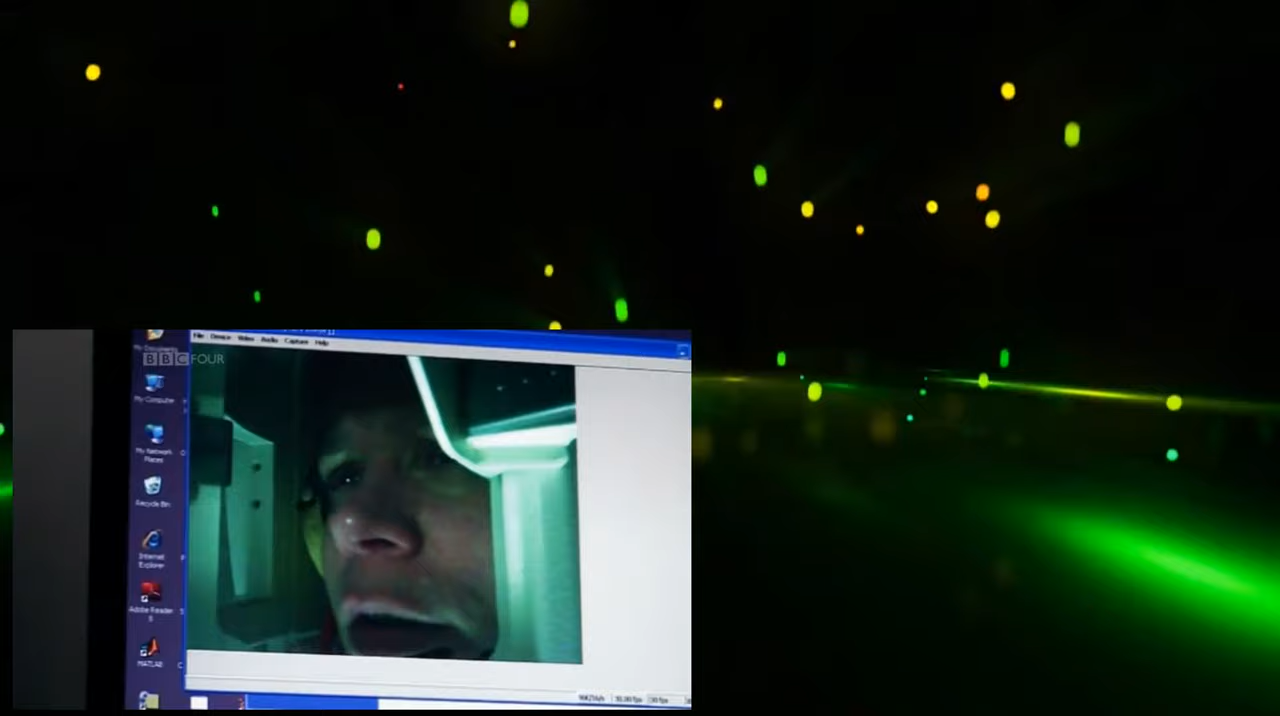 File Device Video Audio Capture Help
BBC FOUR
My Computer
My Network
Places
Recycle Bin
Internet
Explorer
Adobe Reader
8
MATLAB